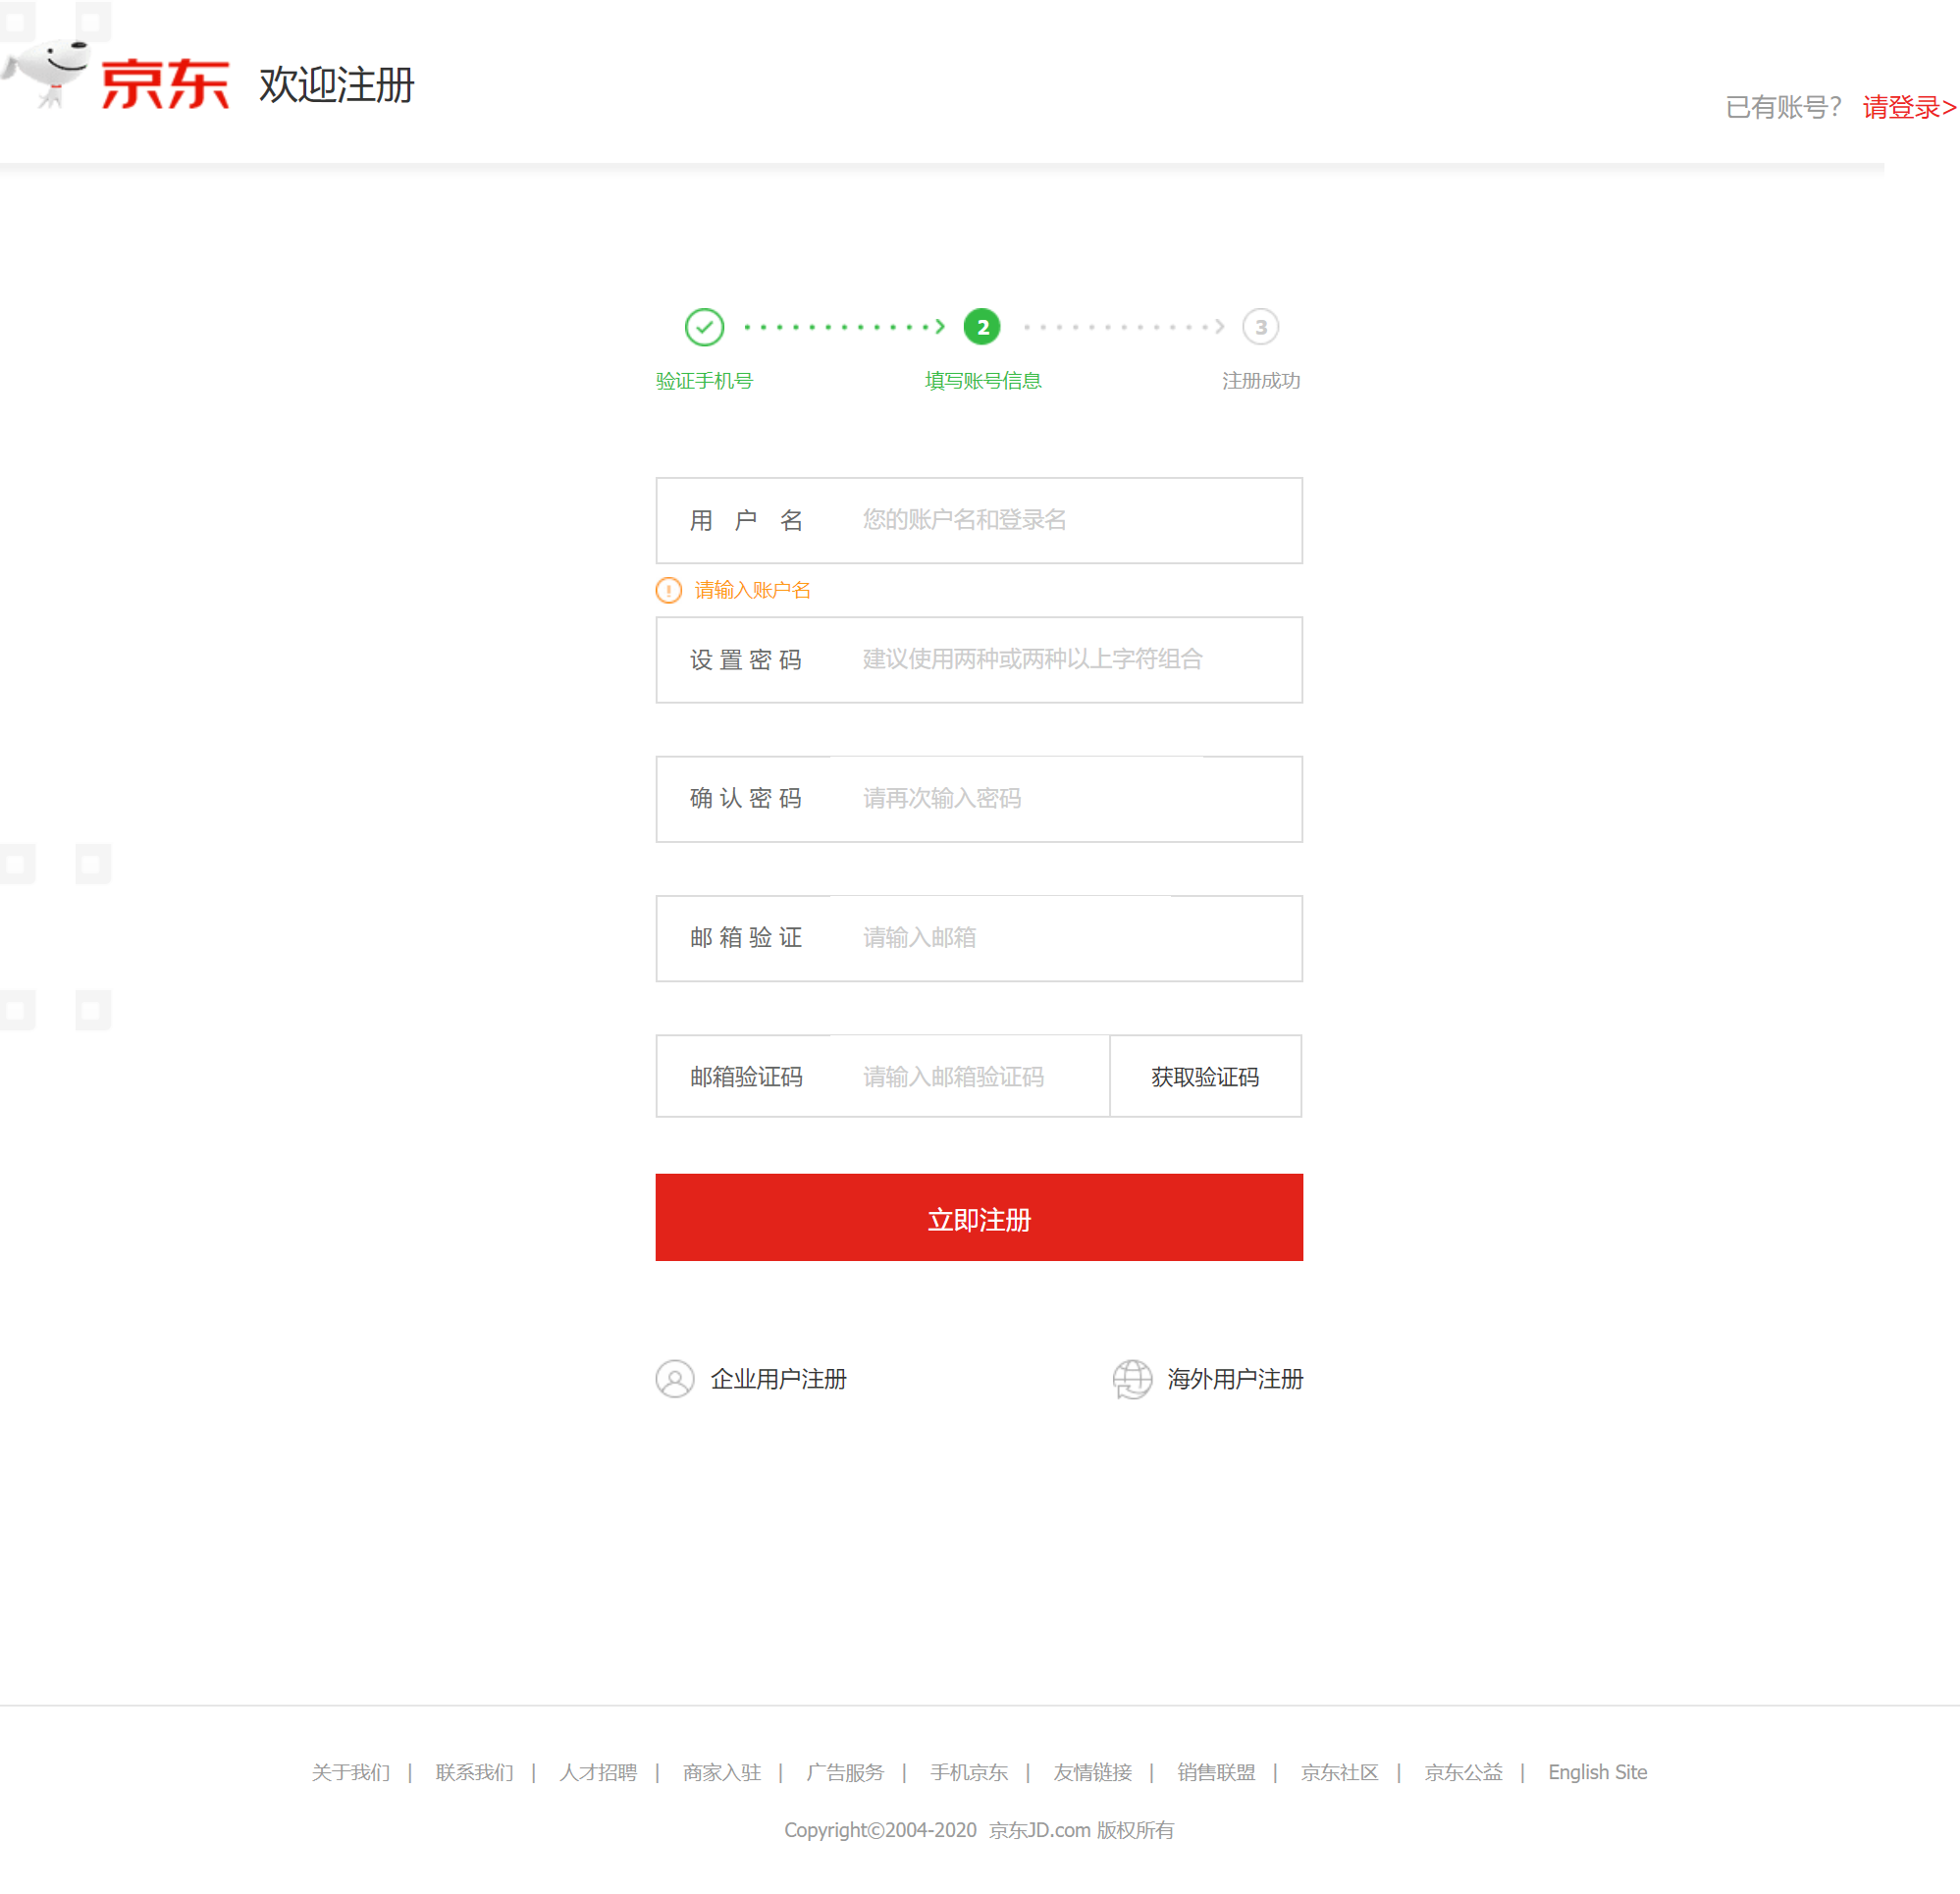 京东 欢迎注册
已有账号? 请登录>
2 3
验证手机号 填写账号信息 注册成功
用户名 您的账户名和登录名
! 请输入账户名
设置密码 建议使用两种或两种以上字符组合
确认密码 请再次输入密码
邮箱验证 请输入邮箱
邮箱验证码 请输入邮箱验证码 获取验证码
立即注册
企业用户注册 海外用户注册
关于我们 | 联系我们 | 人才招聘 | 商家入驻 | 广告服务 | 手机京东 | 友情链接 | 销售联盟 | 京东社区 | 京东公益 | English Site
Copyright©2004-2020 京东JD.com 版权所有